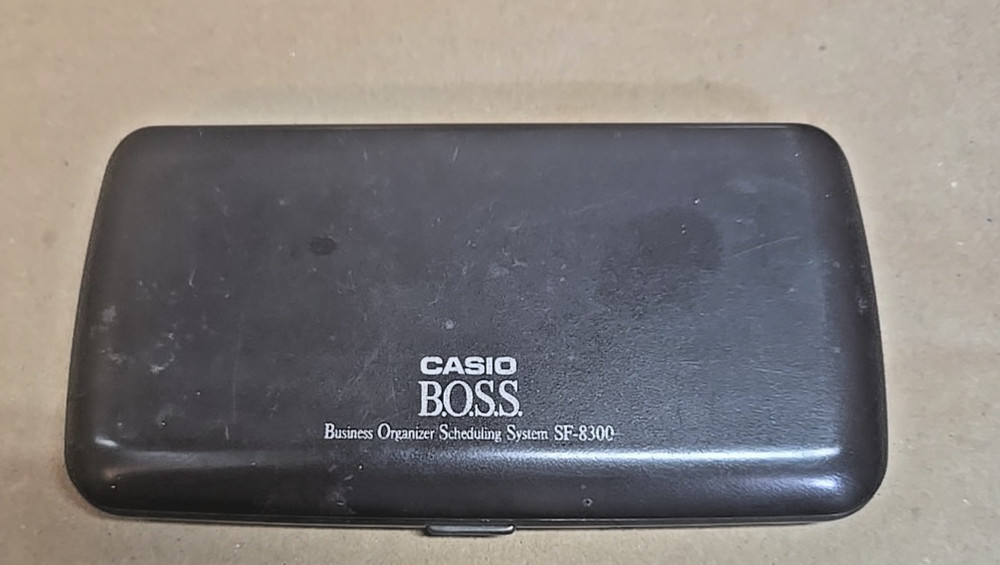 CASIO
B.O.S.S.
Business Organizer Scheduling System SF-8300